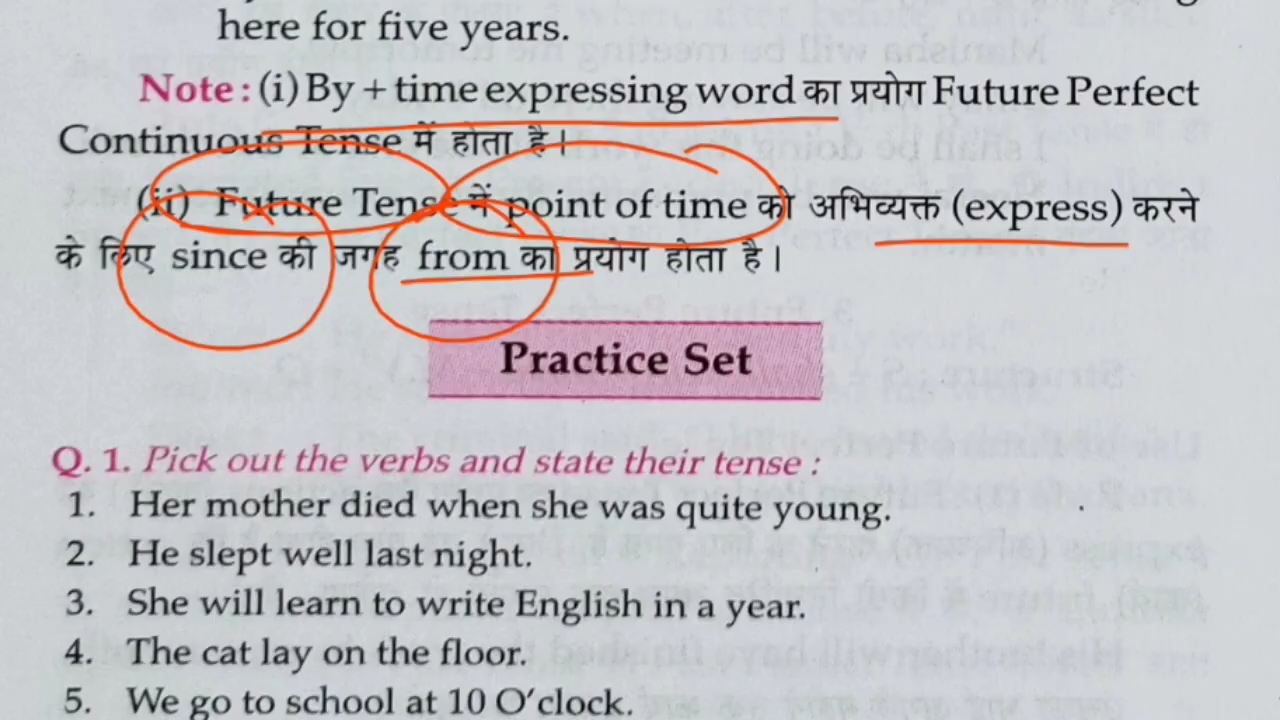 here for five years.
Note : (i) By + time expressing word का प्रयोग Future Perfect
Continuous Tense में होता है।
(ii) Future Tense में point of time को अभिव्यक्त (express) करने
के लिए since की जगह from का प्रयोग होता है।
Practice Set
Q. 1. Pick out the verbs and state their tense :
1. Her mother died when she was quite young.
2. He slept well last night.
3. She will learn to write English in a year.
4. The cat lay on the floor.
5. We go to school at 10 O'clock.